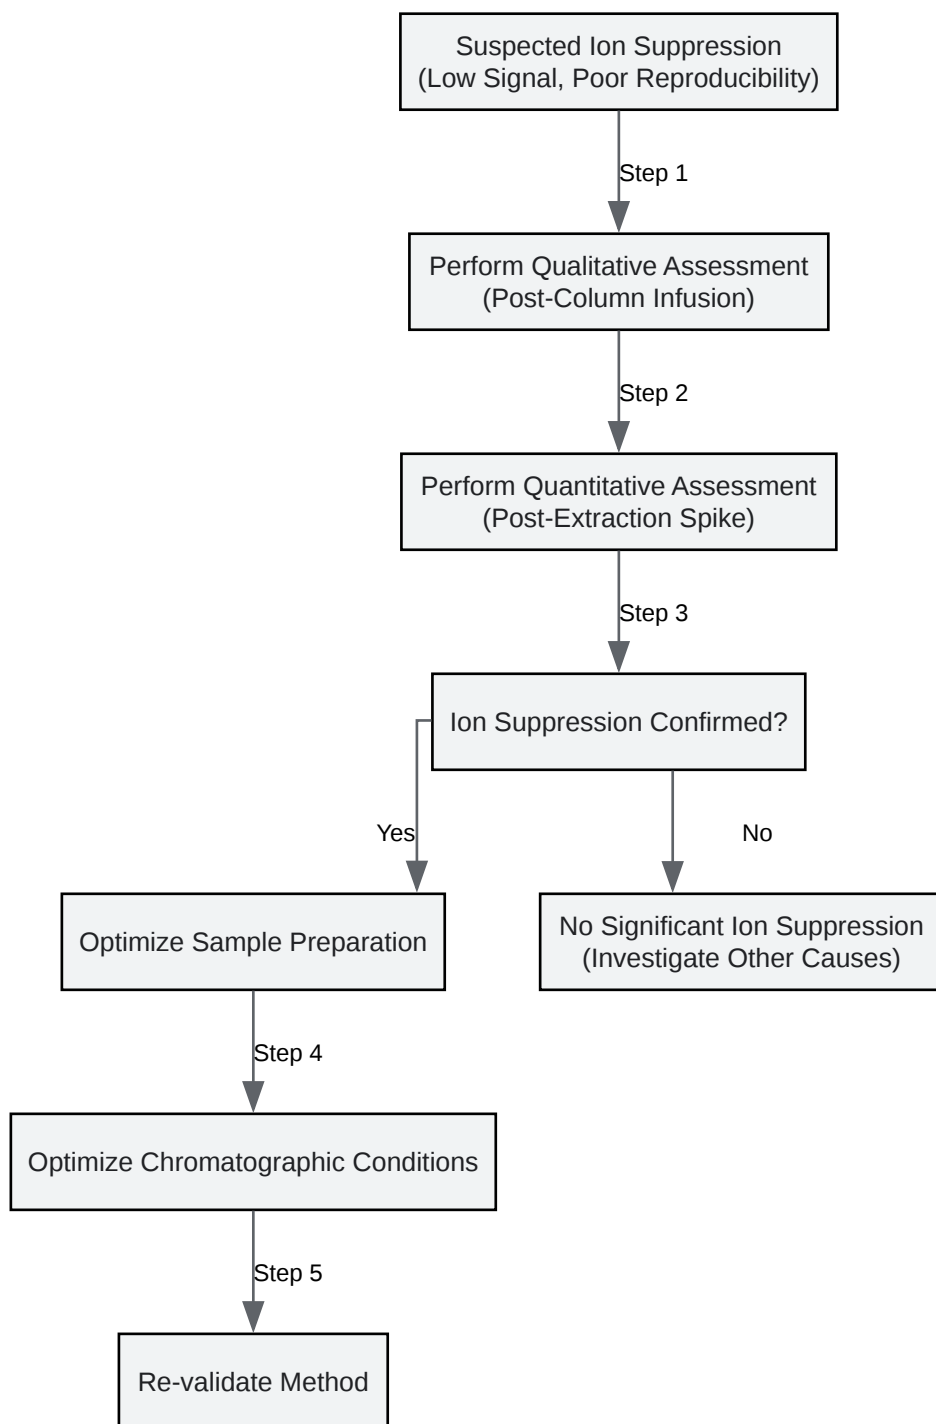 Suspected Ion Suppression
(Low Signal, Poor Reproducibility)
Step 1
Perform Qualitative Assessment
(Post-Column Infusion)
Step 2
Perform Quantitative Assessment
(Post-Extraction Spike)
Step 3
Ion Suppression Confirmed?
Yes
No
Optimize Sample Preparation
No Significant Ion Suppression
(Investigate Other Causes)
Step 4
Optimize Chromatographic Conditions
Step 5
Re-validate Method